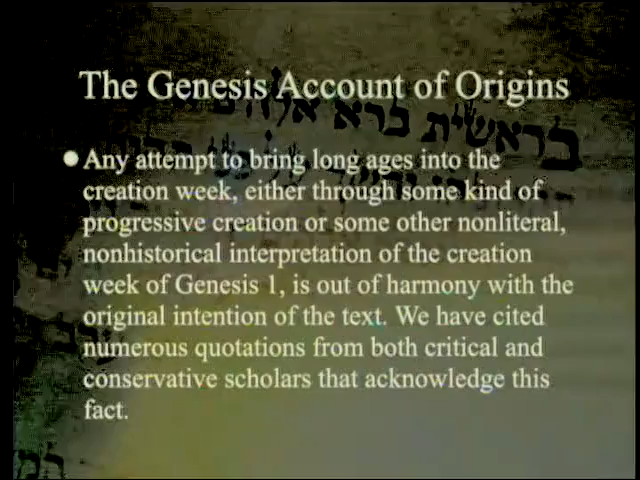 The Genesis Account of Origins
בראשית ברא אלהים
Any attempt to bring long ages into the
creation week, either through some kind of
progressive creation or some other nonliteral,
nonhistorical interpretation of the creation
week of Genesis 1, is out of harmony with the
original intention of the text. We have cited
numerous quotations from both critical and
conservative scholars that acknowledge this
fact.